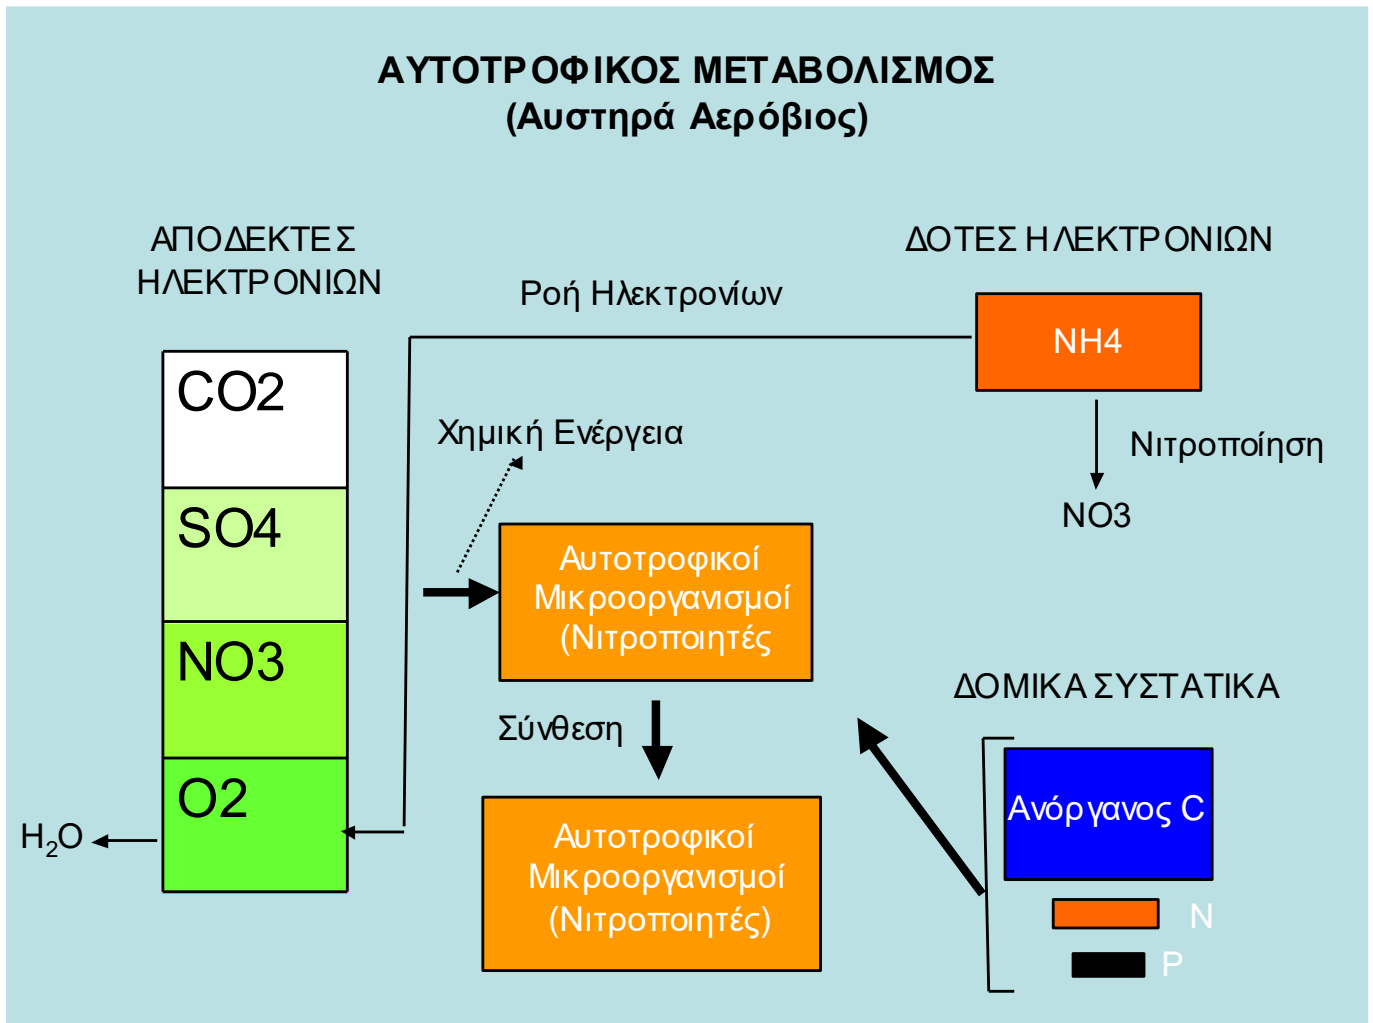 ΑΥΤΟΤΡΟΦΙΚΟΣ ΜΕΤΑΒΟΛΙΣΜΟΣ
(Αυστηρά Αερόβιος)
ΑΠΟΔΕΚΤΕΣ
ΗΛΕΚΤΡΟΝΙΩΝ
ΔΟΤΕΣ ΗΛΕΚΤΡΟΝΙΩΝ
Ροή Ηλεκτρονίων
NH4
CO2
Χημική Ενέργεια
Νιτροποίηση
NO3
SO4
Αυτοτροφικοί
Μικροοργανισμοί
(Νιτροποιητές
NO3
ΔΟΜΙΚΑ ΣΥΣΤΑΤΙΚΑ
Σύνθεση
O2
Ανόργανος C
H₂O
Αυτοτροφικοί
Μικροοργανισμοί
(Νιτροποιητές)
N
P